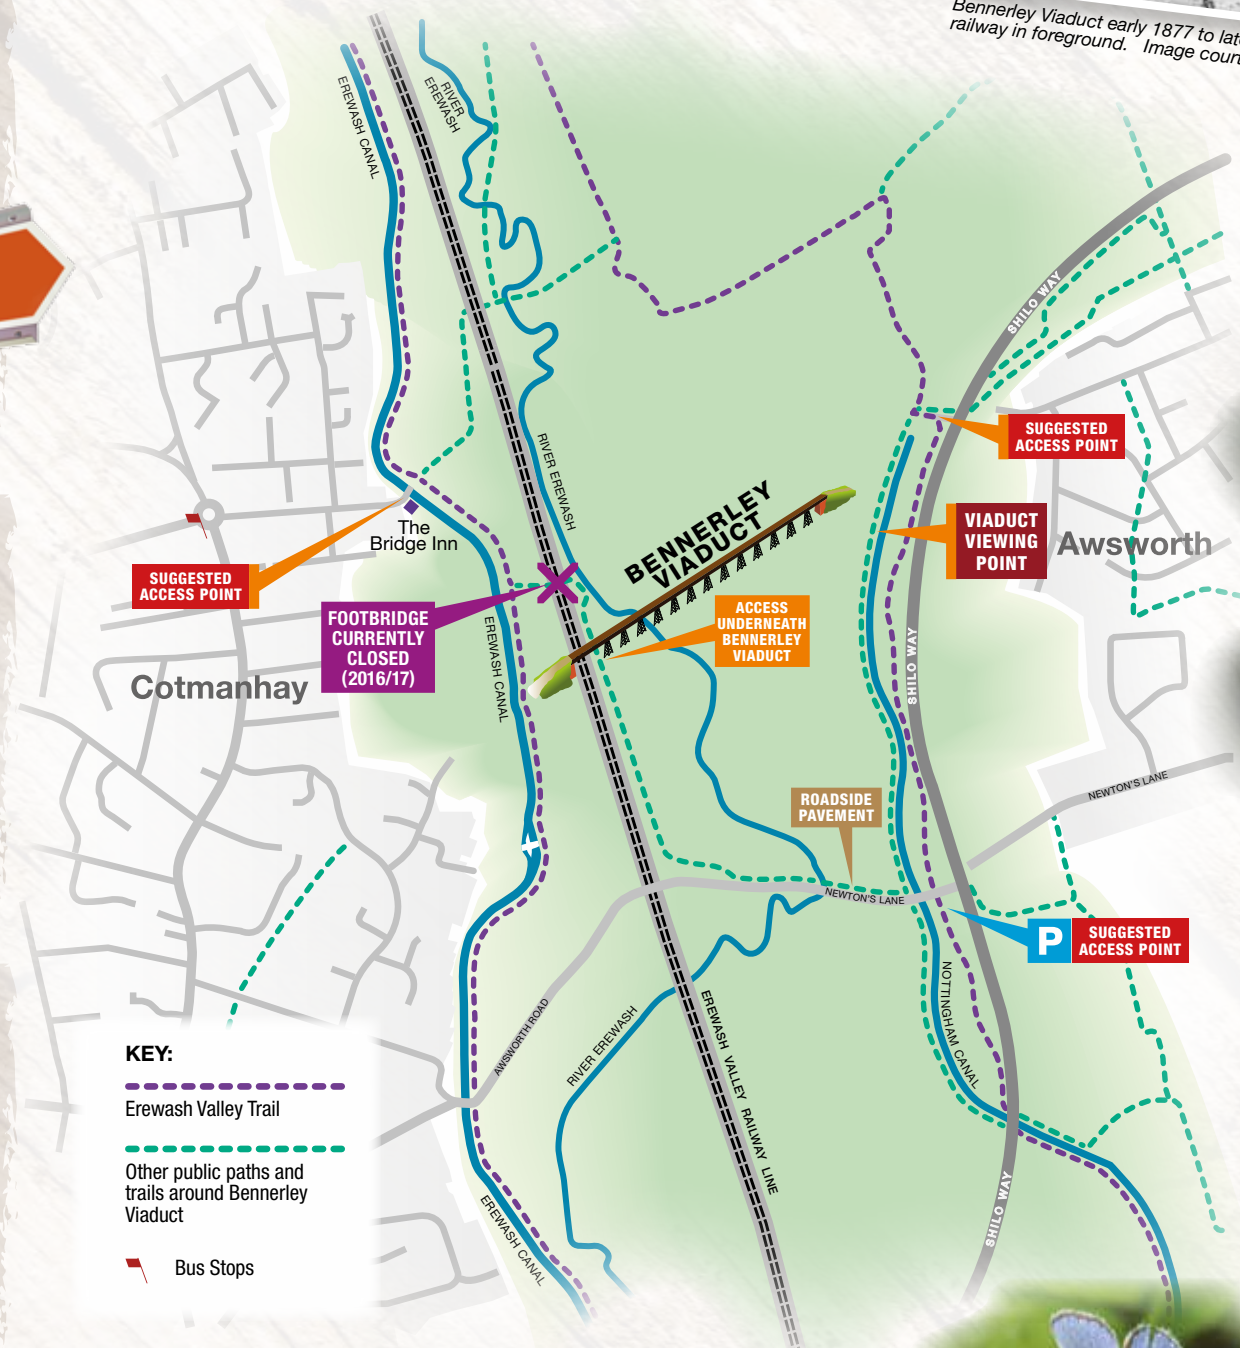 Bennerley Viaduct early 1877 to
railway in foreground. Image
RIVER
EREWASH
EREWASH CANAL
SHILO WAY
SUGGESTED
ACCESS POINT
RIVER EREWASH
BENNERLEY
VIADUCT
VIADUCT
VIEWING
POINT
Awsworth
The
Bridge Inn
SUGGESTED
ACCESS POINT
FOOTBRIDGE
CURRENTLY
CLOSED
(2016/17)
ACCESS
UNDERNEATH
BENNERLEY
VIADUCT
EREWASH CANAL
SHILO WAY
Cotmanhay
NEWTON'S LANE
ROADSIDE
PAVEMENT
NEWTON'S LANE
P
SUGGESTED
ACCESS POINT
NOTTINGHAM CANAL
EREWASH VALLEY RAILWAY LINE
AWSWORTH ROAD
RIVER EREWASH
KEY:
Erewash Valley Trail
Other public paths and
trails around Bennerley
Viaduct
Bus Stops
EREWASH CANAL
SHILO WAY